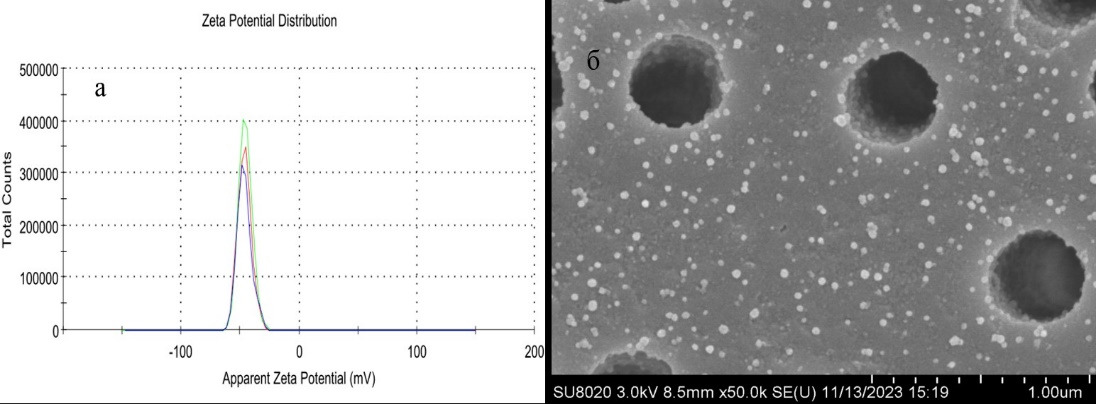 Zeta Potential Distribution
а
Total Counts
500000
400000
300000
200000
100000
0
-100
0
100
200
Apparent Zeta Potential (mV)
б
SU8020 3.0kV 8.5mm x50.0k SE(U) 11/13/2023 15:19
1.00um